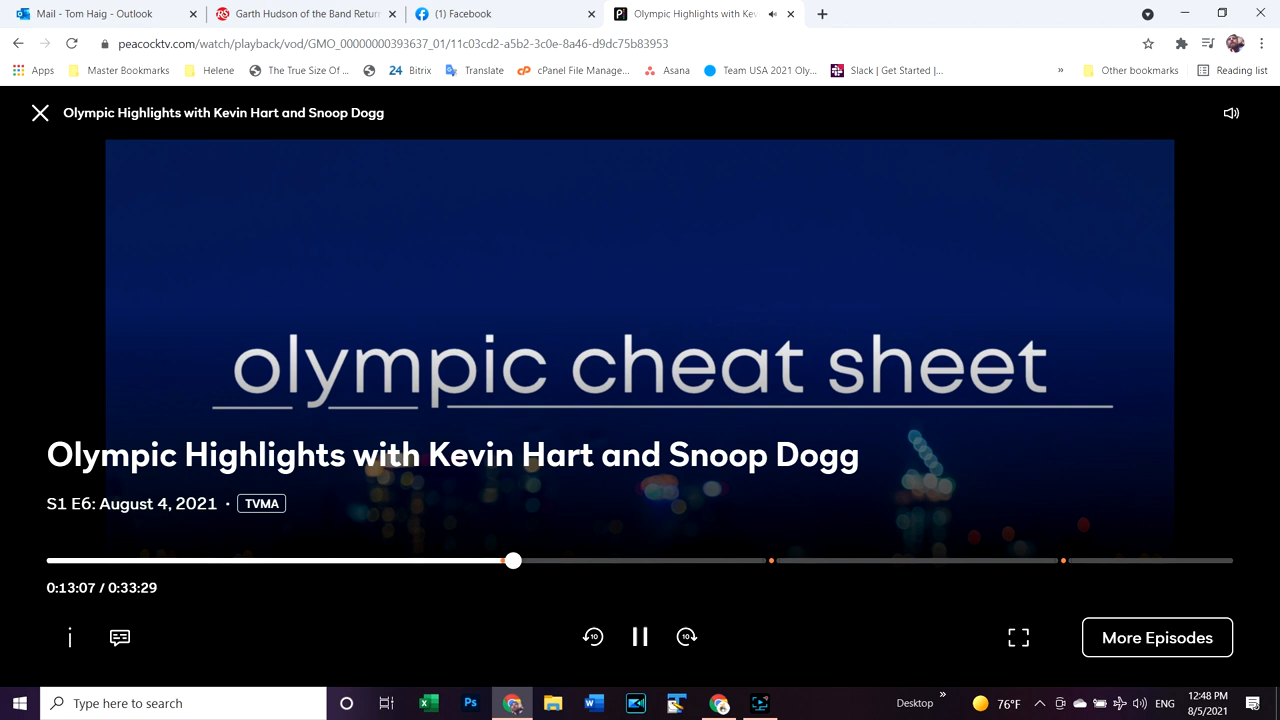 Mail - Tom Haig - Outlook
Garth Hudson of the Band Retur
(1) Facebook
Olympic Highlights with Kev
peacocktv.com/watch/playback/vod/GMO_00000000393637_01/11c03cd2-a5b2-3c0e-8a46-d9dc75b83953
Apps
Master Bookmarks
Helene
The True Size Of ...
24 Bitrix
Translate
cPanel File Manage...
Asana
Team USA 2021 Oly...
Slack | Get Started |...
»
Other bookmarks
Reading list
Olympic Highlights with Kevin Hart and Snoop Dogg
olympic cheat sheet
Olympic Highlights with Kevin Hart and Snoop Dogg
S1 E6: August 4, 2021 · TVMA
0:13:07 / 0:33:29
10
10
More Episodes
Type here to search
Desktop
»
76°F
ENG
12:48 PM
8/5/2021